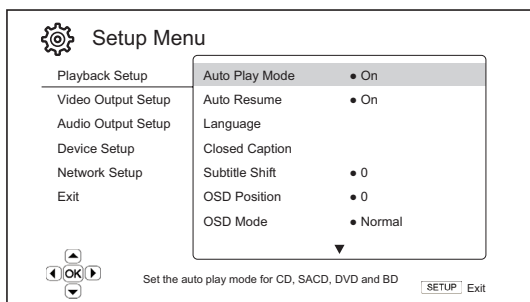 Setup Menu
Playback Setup
Video Output Setup
Audio Output Setup
Device Setup
Network Setup
Exit
Auto Play Mode ● On
Auto Resume ● On
Language
Closed Caption
Subtitle Shift ● 0
OSD Position ● 0
OSD Mode ● Normal
OK
Set the auto play mode for CD, SACD, DVD and BD
SETUP Exit